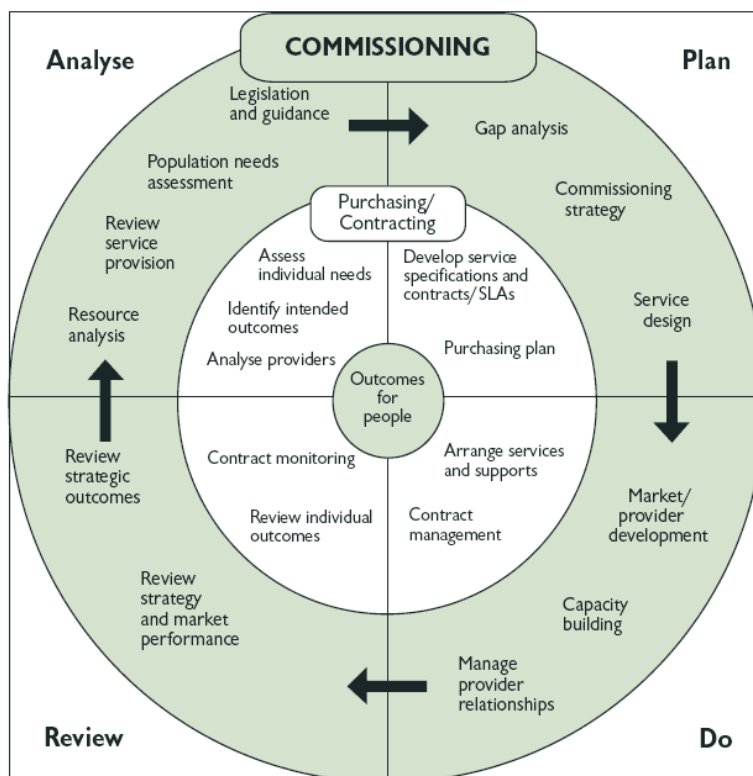 COMMISSIONING
Analyse
Plan
Legislation
and guidance
Population needs
assessment
Review
service
provision
Resource
analysis
Gap analysis
Commissioning
strategy
Service
design
Purchasing/
Contracting
Assess
individual needs
Identify intended
outcomes
Analyse providers
Develop service
specifications and
contracts/SLAs
Purchasing plan
Outcomes
for
people
Contract monitoring
Review individual
outcomes
Arrange services
and supports
Contract
management
Review
strategic
outcomes
Review
strategy
and market
performance
Market/
provider
development
Capacity
building
Manage
provider
relationships
Review
Do